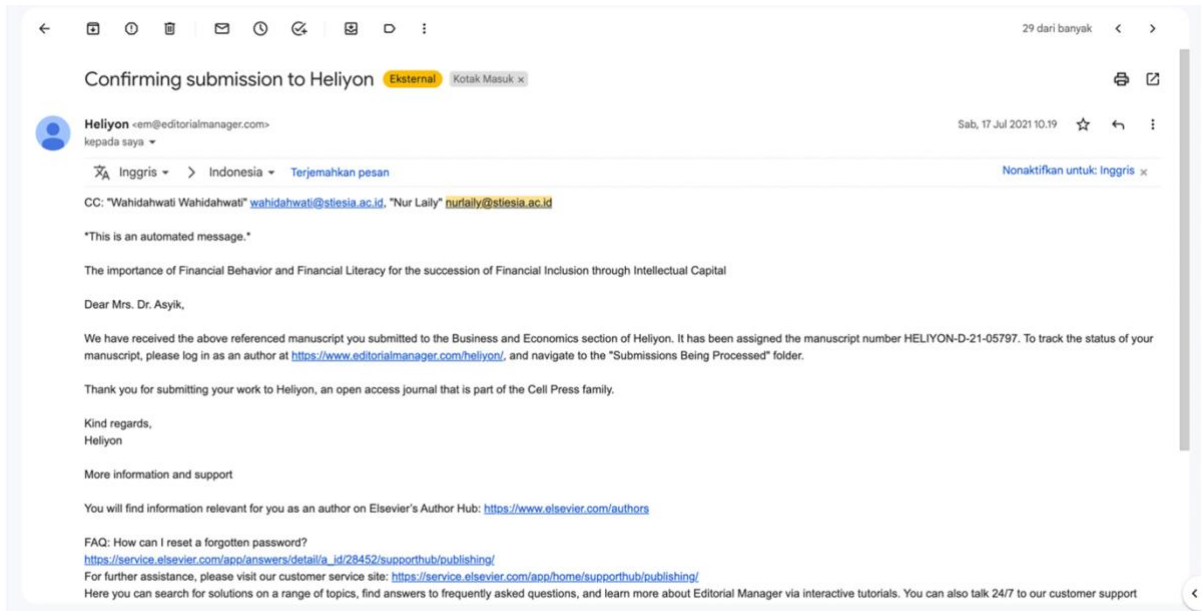 29 dari banyak
Confirming submission to Heliyon Eksternal Kotak Masuk ×
Heliyon <em@editorialmanager.com> Sab, 17 Jul 2021 10.19
kepada saya
Inggris Indonesia Terjemahkan pesan Nonaktifkan untuk: Inggris ×
CC: "Wahidahwati Wahidahwati" wahidahwati@stiesia.ac.id, "Nur Laily" nurlaily@stiesia.ac.id
*This is an automated message.*
The importance of Financial Behavior and Financial Literacy for the succession of Financial Inclusion through Intellectual Capital
Dear Mrs. Dr. Asyik,
We have received the above referenced manuscript you submitted to the Business and Economics section of Heliyon. It has been assigned the manuscript number HELIYON-D-21-05797. To track the status of your
manuscript, please log in as an author at https://www.editorialmanager.com/heliyon/, and navigate to the "Submissions Being Processed" folder.
Thank you for submitting your work to Heliyon, an open access journal that is part of the Cell Press family.
Kind regards,
Heliyon
More information and support
You will find information relevant for you as an author on Elsevier's Author Hub: https://www.elsevier.com/authors
FAQ: How can I reset a forgotten password?
https://service.elsevier.com/app/answers/detail/a_id/28452/supporthub/publishing/
For further assistance, please visit our customer service site: https://service.elsevier.com/app/home/supporthub/publishing/
Here you can search for solutions on a range of topics, find answers to frequently asked questions, and learn more about Editorial Manager via interactive tutorials. You can also talk 24/7 to our customer support